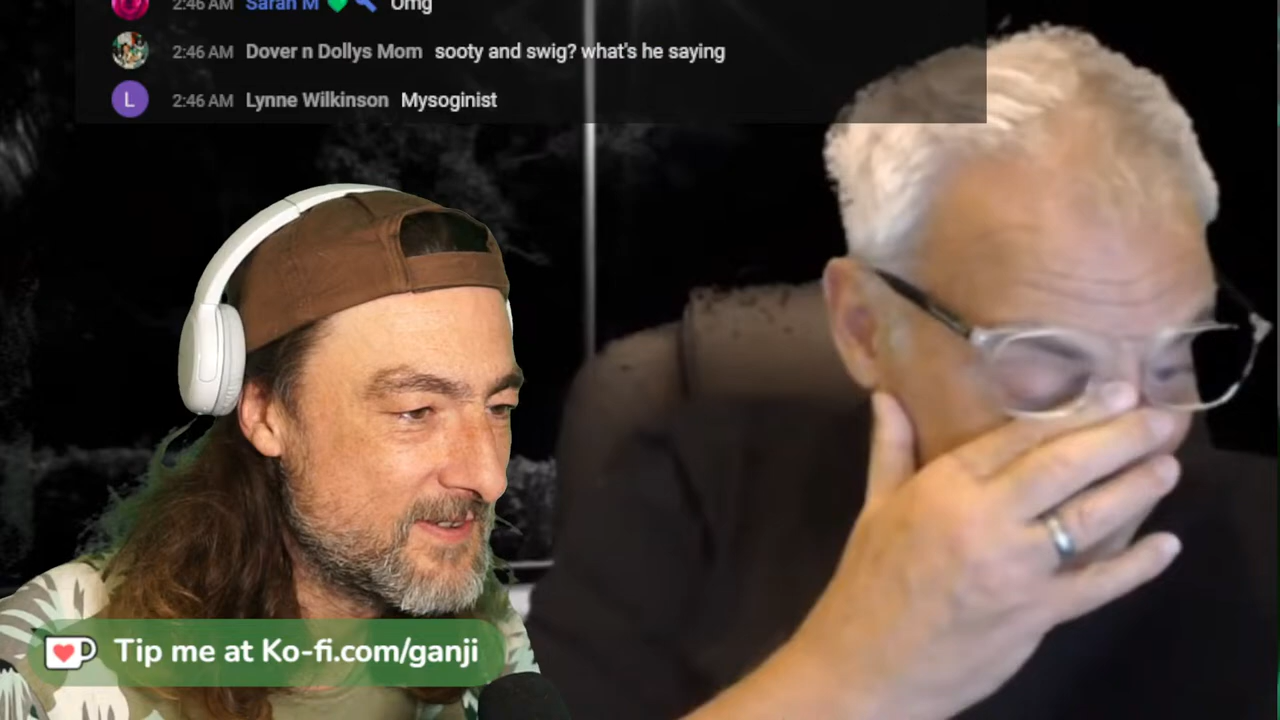 2:46 AM Sarah M Omg
2:46 AM Dover n Dollys Mom sooty and swig? what's he saying
L 2:46 AM Lynne Wilkinson Mysoginist
Tip me at Ko-fi.com/ganji